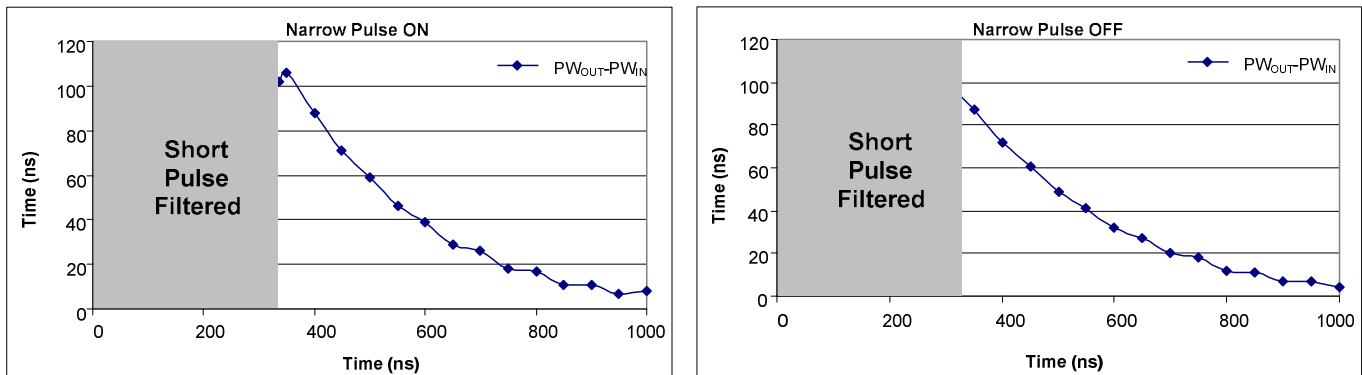 Narrow Pulse ON
120
100
80
60
40
20
0
Time (ns)
Short
Pulse
Filtered
PWOUT-PWIN
0 200 400 600 800 1000
Time (ns)
Narrow Pulse OFF
120
100
80
60
40
20
0
Time (ns)
Short
Pulse
Filtered
PWOUT-PWIN
0 200 400 600 800 1000
Time (ns)